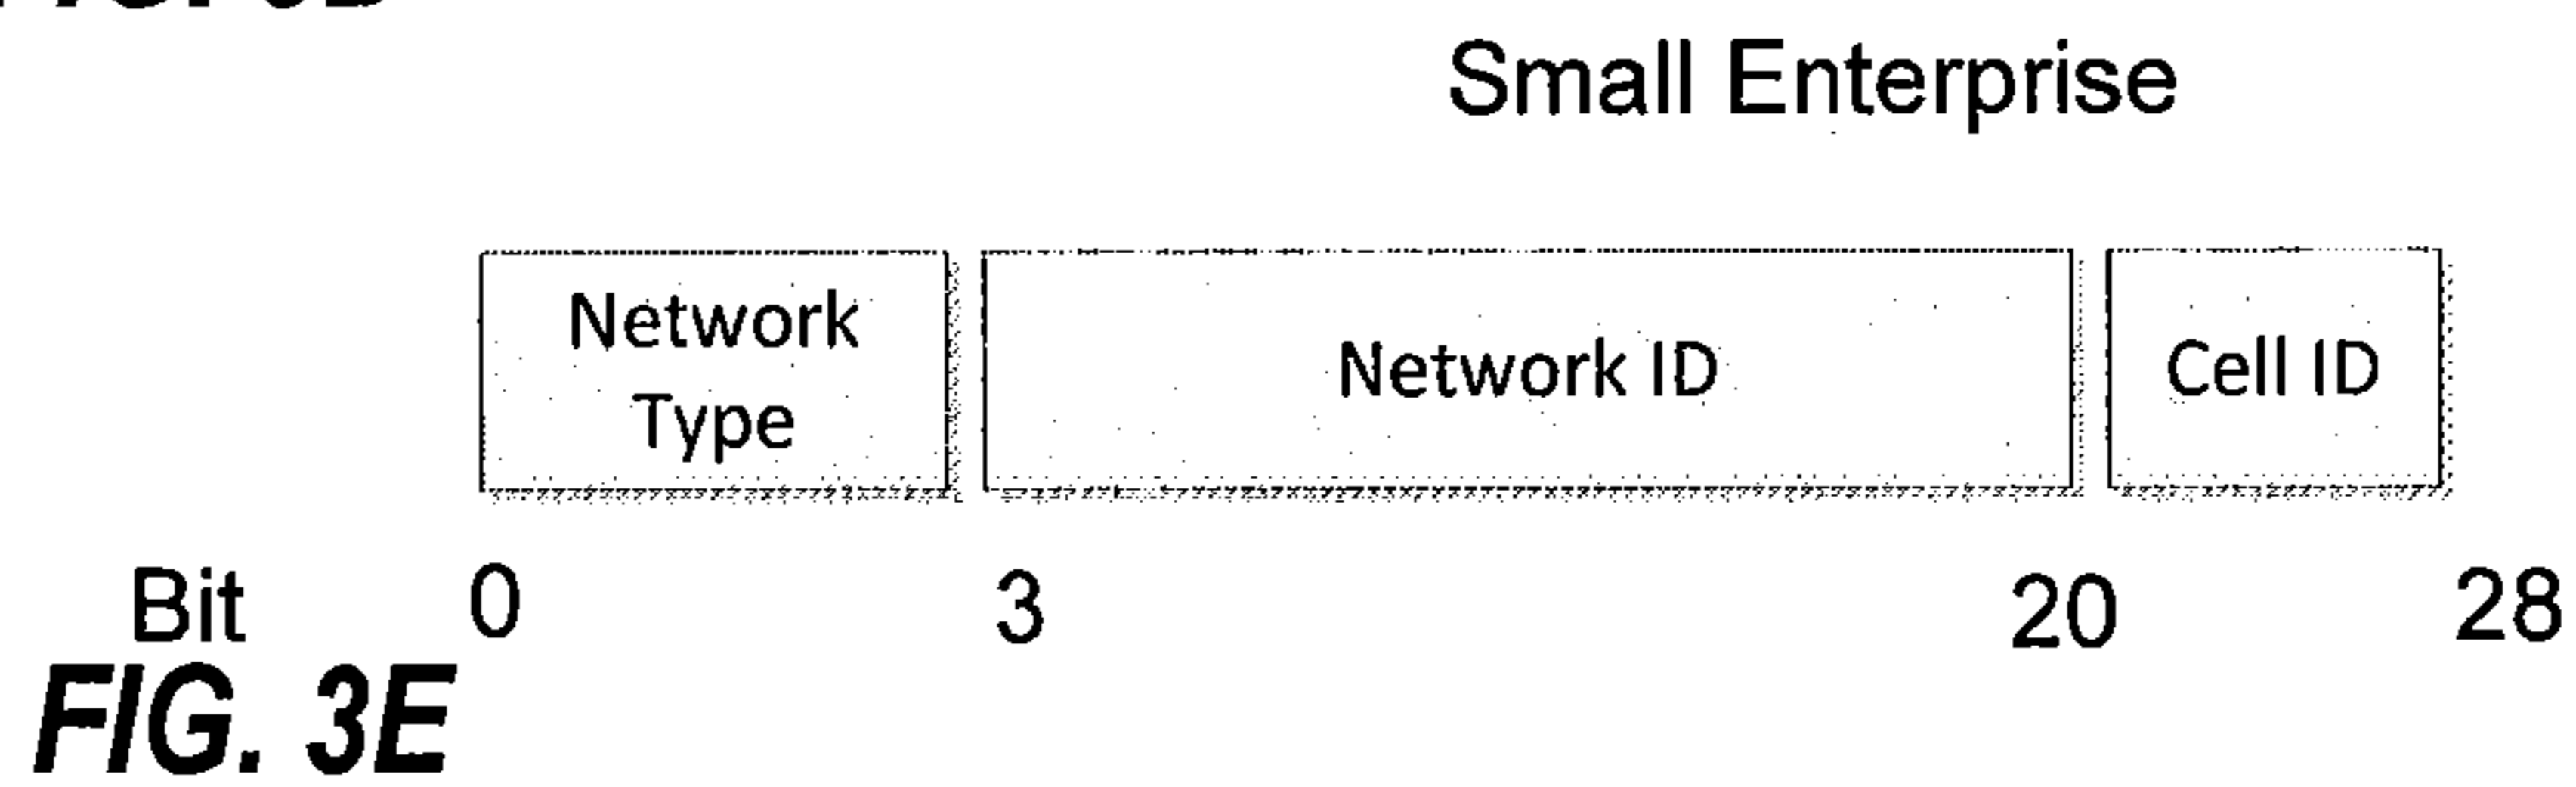 Small Enterprise
Network
Type
Network ID
Cell ID
Bit 0 3 20 28
FIG. 3E